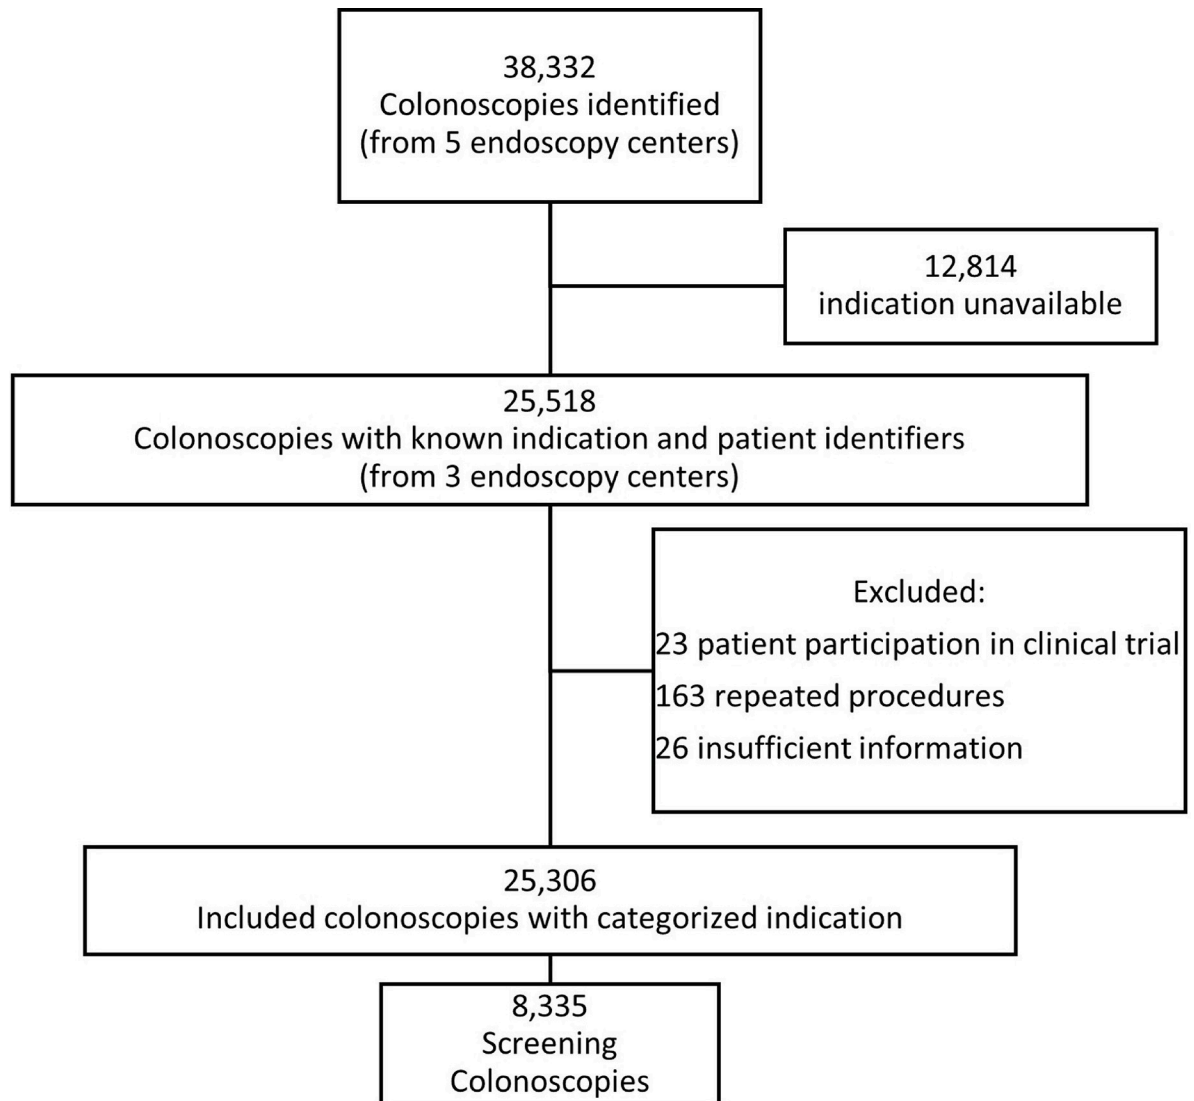 38,332
Colonoscopies identified
(from 5 endoscopy centers)
12,814
indication unavailable
25,518
Colonoscopies with known indication and patient identifiers
(from 3 endoscopy centers)
Excluded:
23 patient participation in clinical trial
163 repeated procedures
26 insufficient information
25,306
Included colonoscopies with categorized indication
8,335
Screening
Colonoscopies